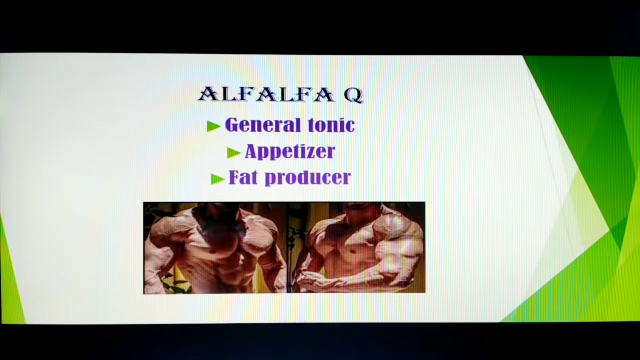 ALFALFA Q
General tonic
Appetizer
Fat producer